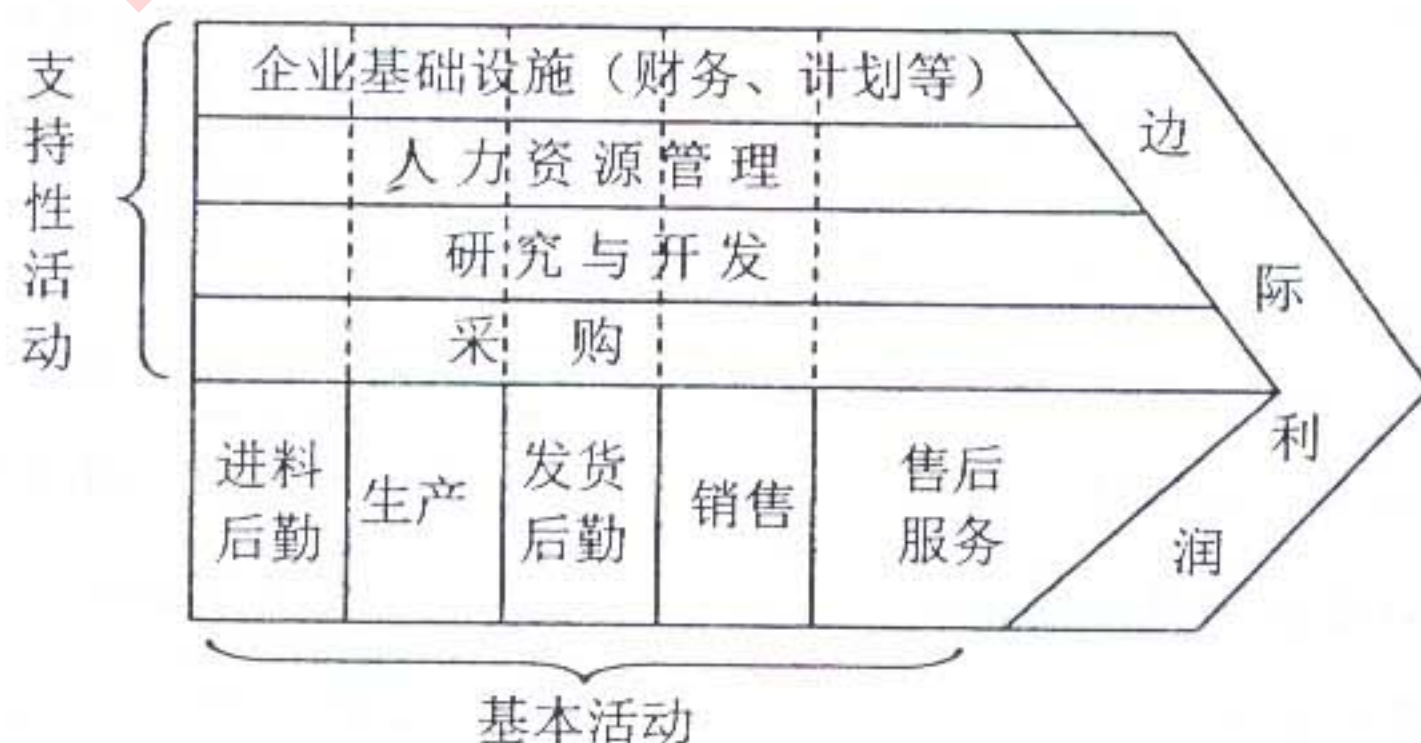 支持性活动
企业基础设施（财务、计划等）
人力资源管理
研究与开发
采购
进料
后勤
生产
发货
后勤
销售
售后
服务
边际利润
基本活动